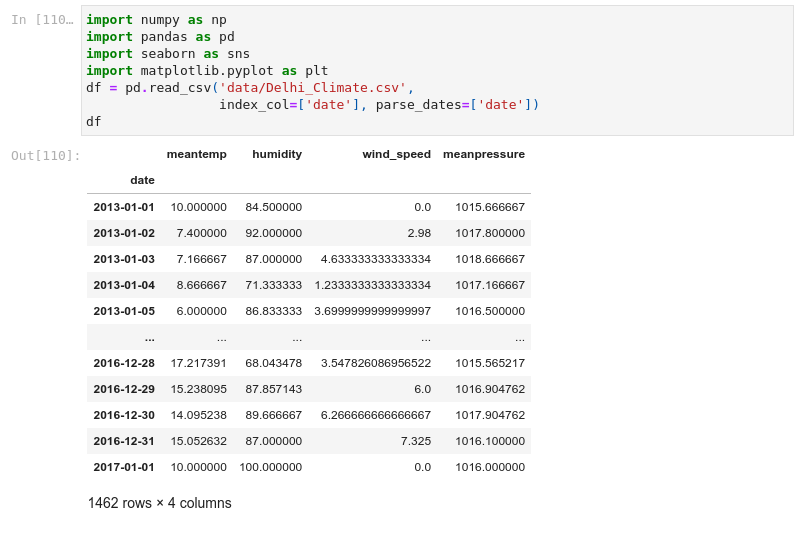 In [110…
import numpy as np
import pandas as pd
import seaborn as sns
import matplotlib.pyplot as plt
df = pd.read_csv('data/Delhi_Climate.csv',
                 index_col=['date'], parse_dates=['date'])
df
Out[110]:
meantemp humidity wind_speed meanpressure
date
2013-01-01 10.000000 84.500000 0.0 1015.666667
2013-01-02 7.400000 92.000000 2.98 1017.800000
2013-01-03 7.166667 87.000000 4.633333333333334 1018.666667
2013-01-04 8.666667 71.333333 1.2333333333333334 1017.166667
2013-01-05 6.000000 86.833333 3.6999999999999997 1016.500000
... ... ... ... ...
2016-12-28 17.217391 68.043478 3.547826086956522 1015.565217
2016-12-29 15.238095 87.857143 6.0 1016.904762
2016-12-30 14.095238 89.666667 6.266666666666667 1017.904762
2016-12-31 15.052632 87.000000 7.325 1016.100000
2017-01-01 10.000000 100.000000 0.0 1016.000000
1462 rows × 4 columns